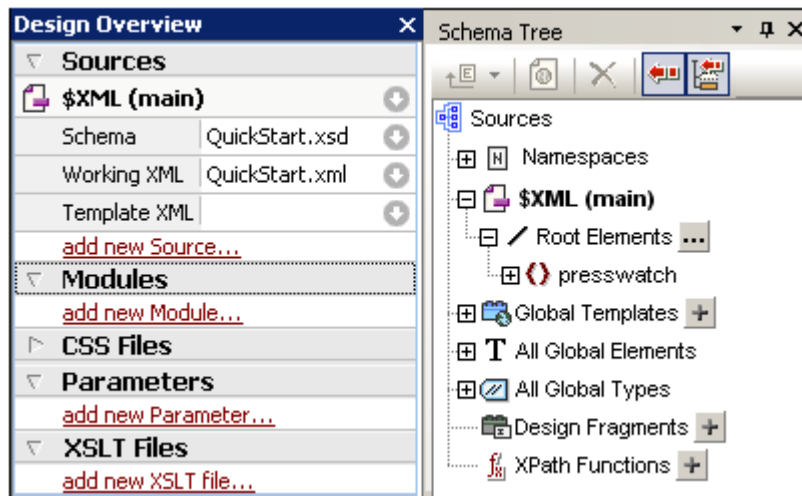 Design Overview
Sources
$XML (main)
Schema QuickStart.xsd
Working XML QuickStart.xml
Template XML
add new Source...
Modules
add new Module...
CSS Files
Parameters
add new Parameter...
XSLT Files
add new XSLT file...
Schema Tree
E
Sources
N Namespaces
$XML (main)
Root Elements ...
presswatch
Global Templates +
T All Global Elements
All Global Types
Design Fragments +
XPath Functions +